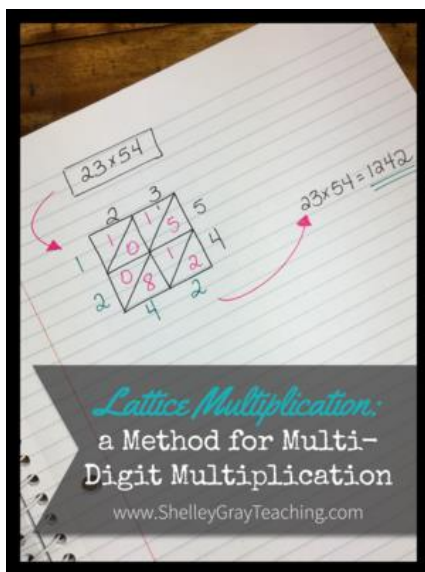 23×54
2 3
1 1 0 1 5 5
2 0 8 1 2 4
4 2
23×54=1242
Lattice Multiplication:
a Method for Multi-
Digit Multiplication
www.ShelleyGrayTeaching.com